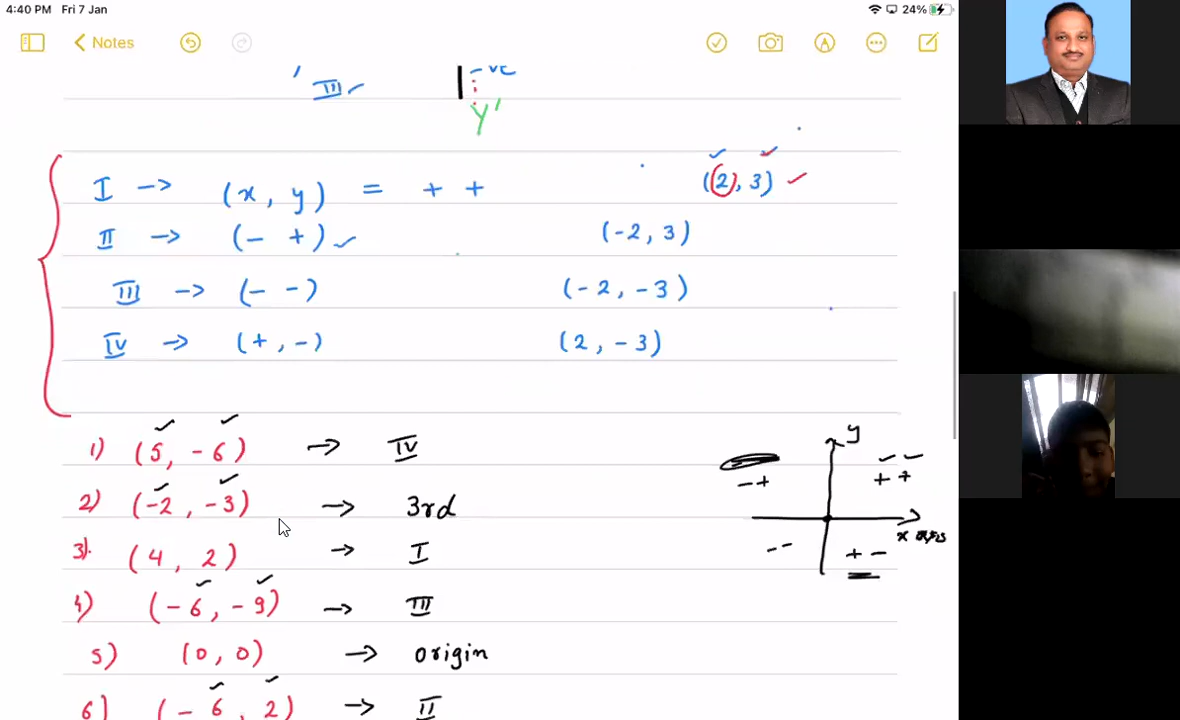 4:40 PM Fri 7 Jan 24%
Notes
III -ve
Y'
I -> (x, y) = + + (2, 3)
II -> (- +) (-2, 3)
III -> (- -) (-2, -3)
IV -> (+, -) (2, -3)
1) (5, -6) -> IV
2) (-2, -3) -> 3rd
3). (4, 2) -> I
4) (-6, -9) -> III
5) (0, 0) -> origin
6) (-6, 2) -> II
y
-+ ++
x axis
-- +-